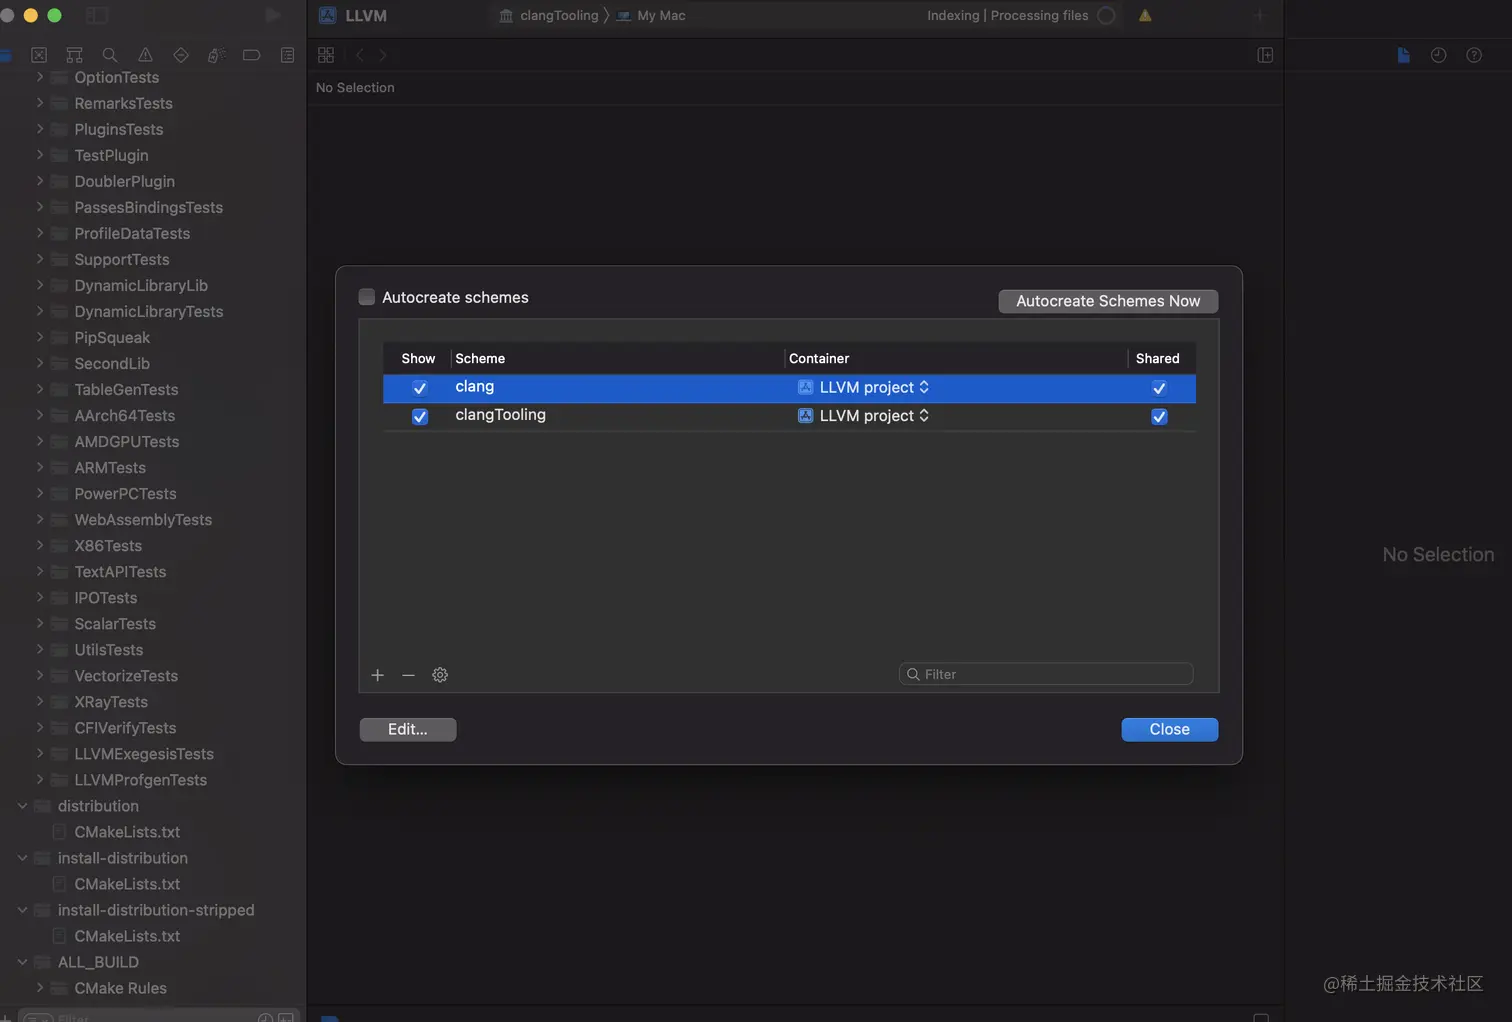 LLVM
clangTooling
My Mac
Indexing | Processing files
No Selection
OptionTests
RemarksTests
PluginsTests
TestPlugin
DoublerPlugin
PassesBindingsTests
ProfileDataTests
SupportTests
DynamicLibraryLib
DynamicLibraryTests
PipSqueak
SecondLib
TableGenTests
AArch64Tests
AMDGPUTests
ARMTests
PowerPCTests
WebAssemblyTests
X86Tests
TextAPITests
IPOTests
ScalarTests
UtilsTests
VectorizeTests
XRayTests
CFIVerifyTests
LLVMExegesisTests
LLVMProfgenTests
distribution
CMakeLists.txt
install-distribution
CMakeLists.txt
install-distribution-stripped
CMakeLists.txt
ALL_BUILD
CMake Rules
Filter
Autocreate schemes
Autocreate Schemes Now
Show Scheme Container Shared
clang LLVM project
clangTooling LLVM project
Filter
Edit...
Close
No Selection
@稀土掘金技术社区